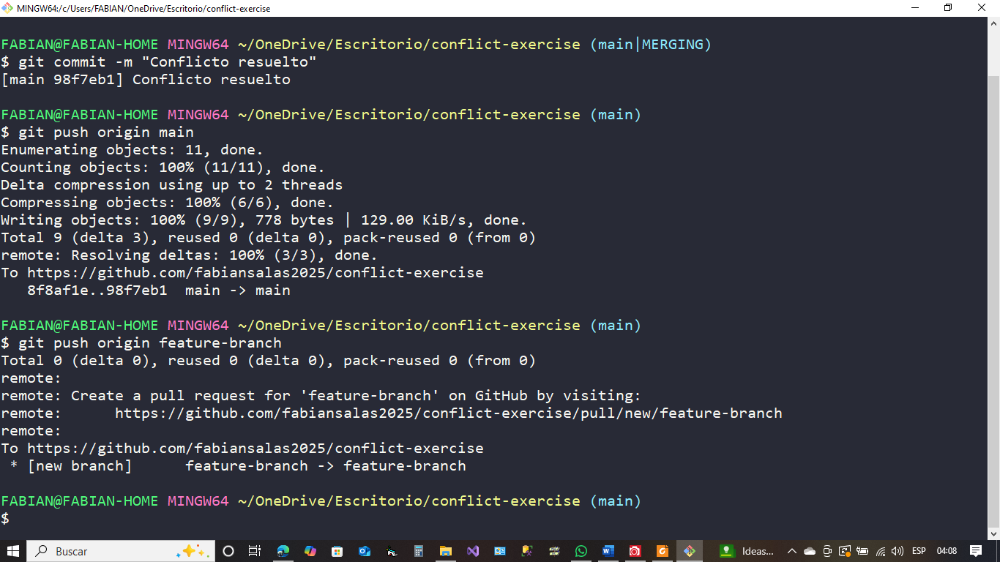 MINGW64:/c/Users/FABIAN/OneDrive/Escritorio/conflict-exercise
FABIAN@FABIAN-HOME MINGW64 ~/OneDrive/Escritorio/conflict-exercise (main|MERGING)
$ git commit -m "Conflicto resuelto"
[main 98f7eb1] Conflicto resuelto
FABIAN@FABIAN-HOME MINGW64 ~/OneDrive/Escritorio/conflict-exercise (main)
$ git push origin main
Enumerating objects: 11, done.
Counting objects: 100% (11/11), done.
Delta compression using up to 2 threads
Compressing objects: 100% (6/6), done.
Writing objects: 100% (9/9), 778 bytes | 129.00 KiB/s, done.
Total 9 (delta 3), reused 0 (delta 0), pack-reused 0 (from 0)
remote: Resolving deltas: 100% (3/3), done.
To https://github.com/fabiansalas2025/conflict-exercise
   8f8af1e..98f7eb1  main -> main
FABIAN@FABIAN-HOME MINGW64 ~/OneDrive/Escritorio/conflict-exercise (main)
$ git push origin feature-branch
Total 0 (delta 0), reused 0 (delta 0), pack-reused 0 (from 0)
remote:
remote: Create a pull request for 'feature-branch' on GitHub by visiting:
remote:      https://github.com/fabiansalas2025/conflict-exercise/pull/new/feature-branch
remote:
To https://github.com/fabiansalas2025/conflict-exercise
 * [new branch]      feature-branch -> feature-branch
FABIAN@FABIAN-HOME MINGW64 ~/OneDrive/Escritorio/conflict-exercise (main)
$
Buscar
Ideas...
ESP
04:08